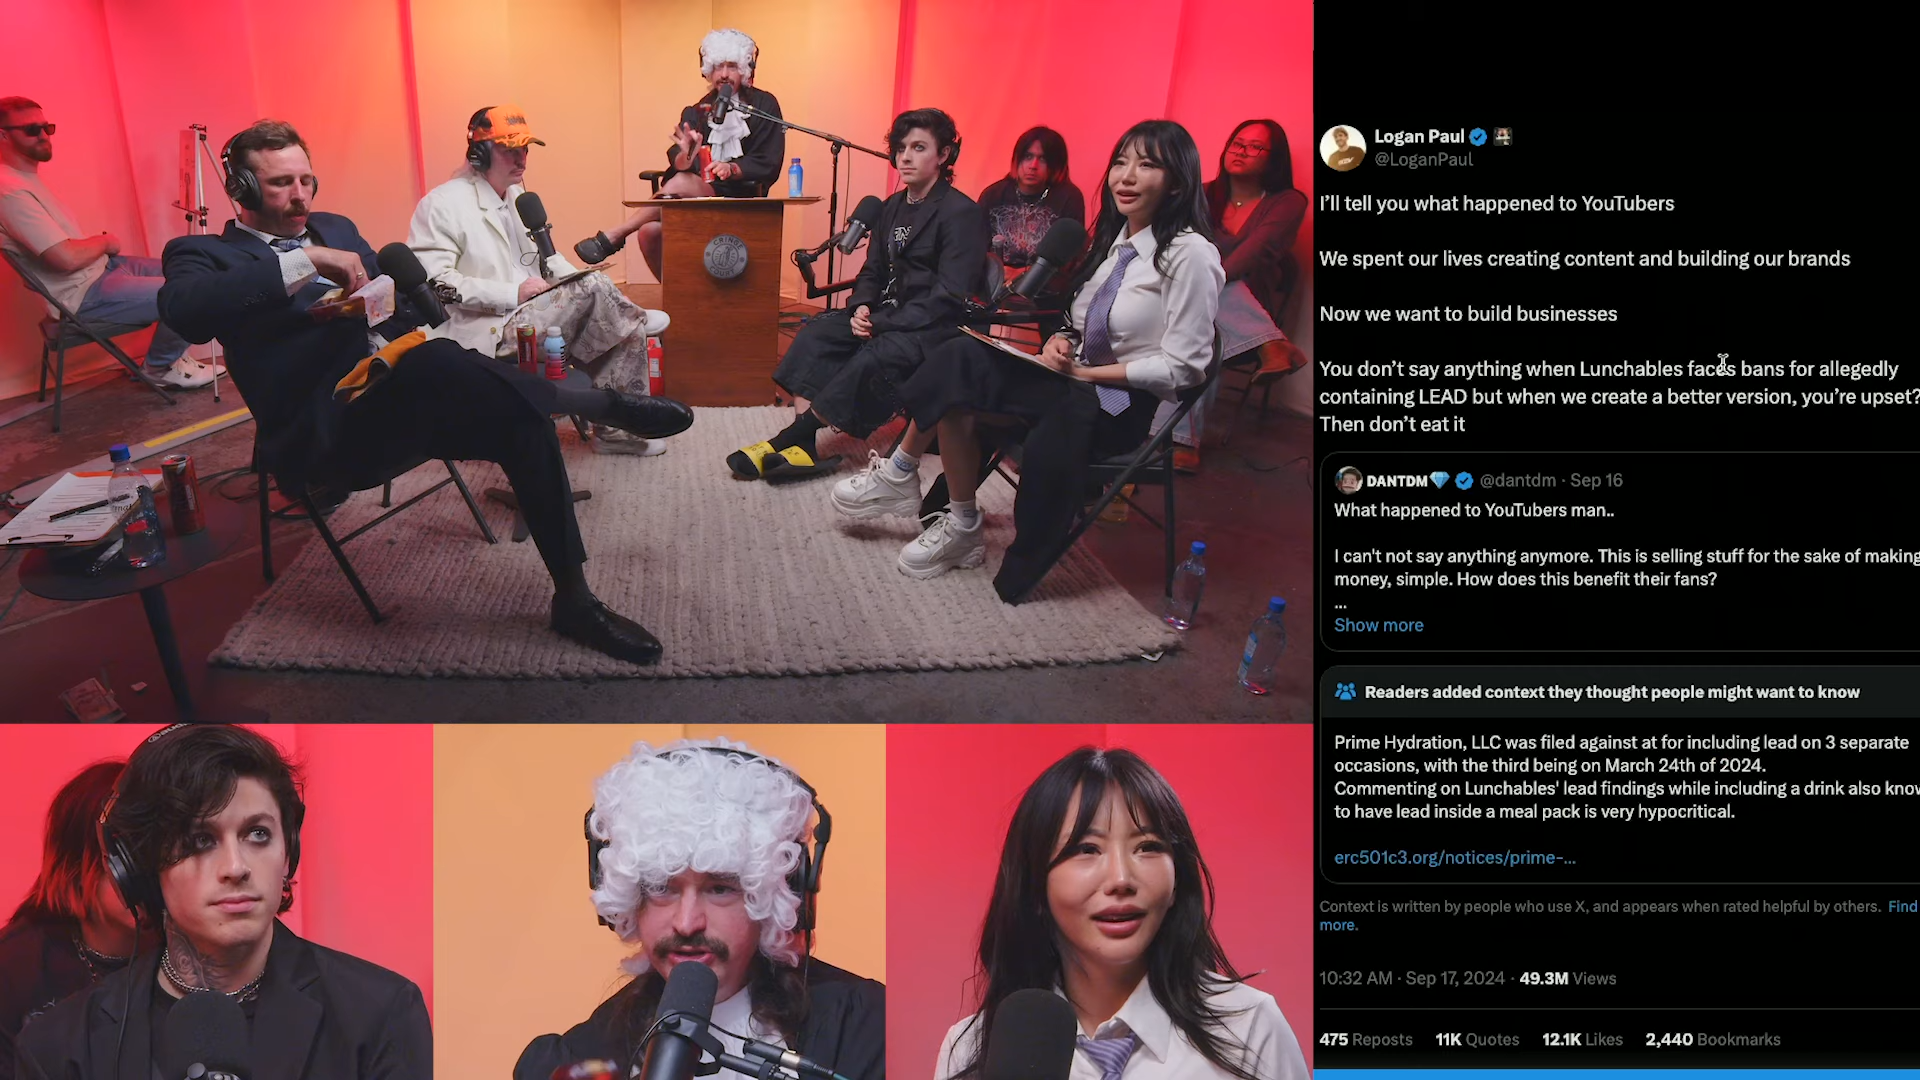 CRINGE
COURT
Logan Paul
@LoganPaul
I'll tell you what happened to YouTubers
We spent our lives creating content and building our brands
Now we want to build businesses
You don't say anything when Lunchables faces bans for allegedly
containing LEAD but when we create a better version, you're upset?
Then don't eat it
DANTDM @dantdm · Sep 16
What happened to YouTubers man..
I can't not say anything anymore. This is selling stuff for the sake of making
money, simple. How does this benefit their fans?
...
Show more
Readers added context they thought people might want to know
Prime Hydration, LLC was filed against at for including lead on 3 separate
occasions, with the third being on March 24th of 2024.
Commenting on Lunchables' lead findings while including a drink also know
to have lead inside a meal pack is very hypocritical.
erc501c3.org/notices/prime-...
Context is written by people who use X, and appears when rated helpful by others. Find
more.
10:32 AM · Sep 17, 2024 · 49.3M Views
475 Reposts 11K Quotes 12.1K Likes 2,440 Bookmarks